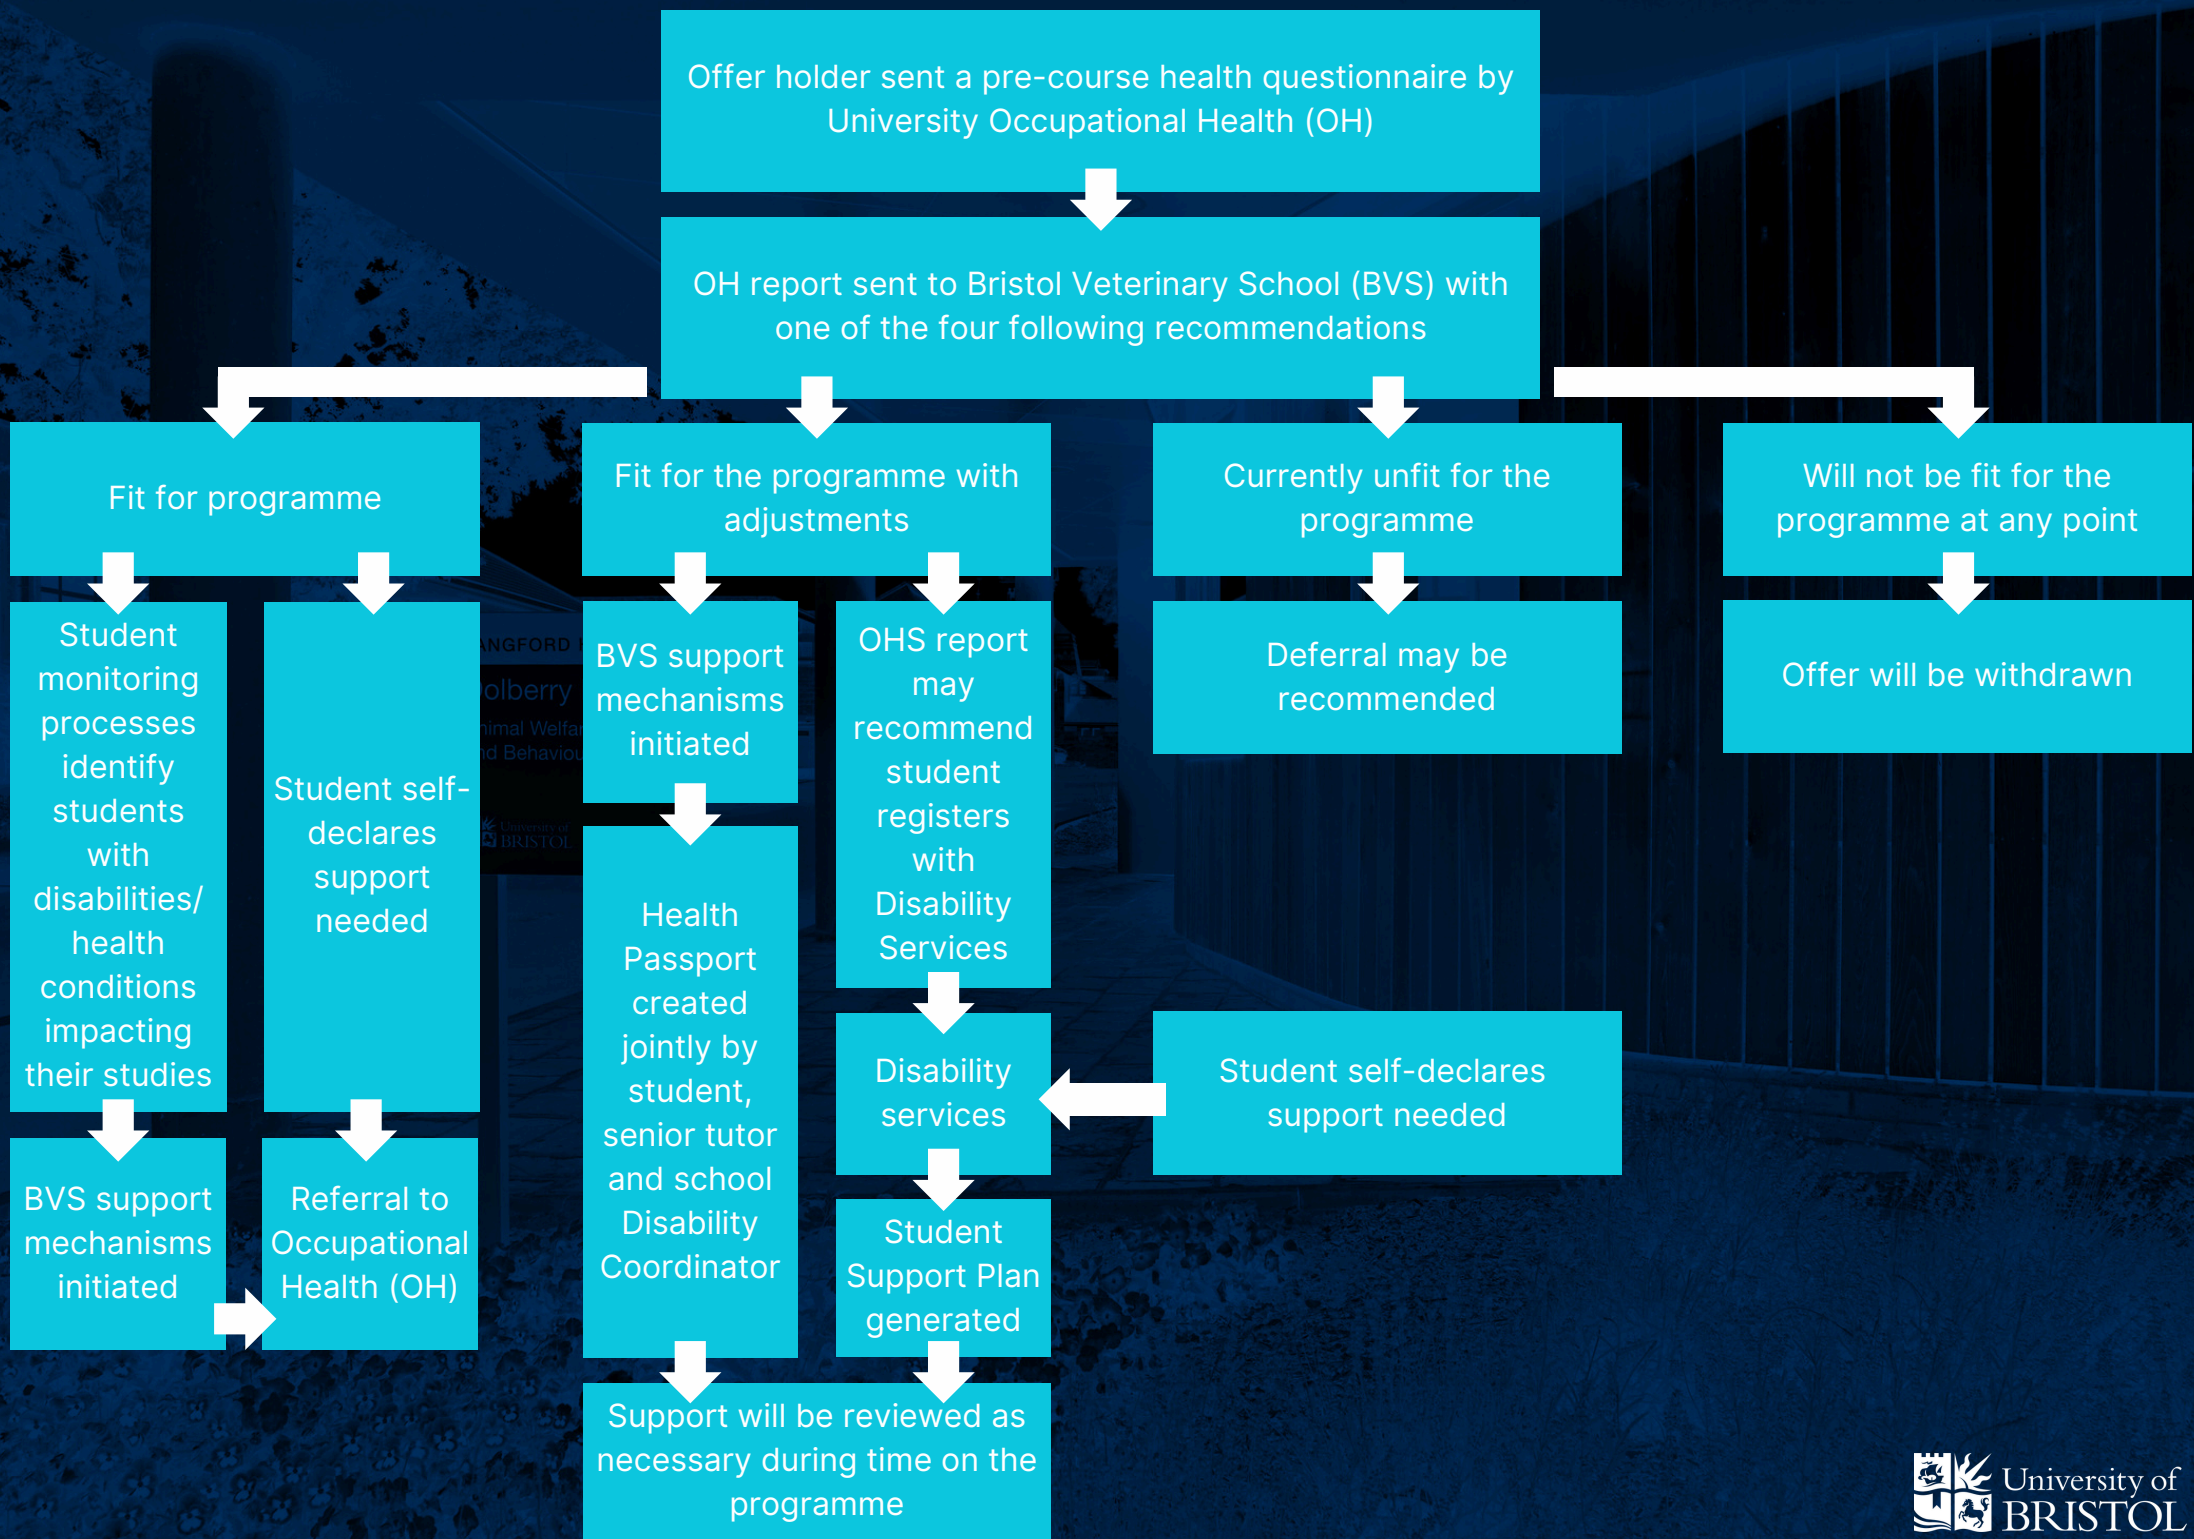 Offer holder sent a pre-course health questionnaire by
University Occupational Health (OH)
OH report sent to Bristol Veterinary School (BVS) with
one of the four following recommendations
Fit for programme
Fit for the programme with
adjustments
Currently unfit for the
programme
Will not be fit for the
programme at any point
Student
monitoring
processes
identify
students
with
disabilities/
health
conditions
impacting
their studies
Student self-
declares
support
needed
BVS support
mechanisms
initiated
OHS report
may
recommend
student
registers
with
Disability
Services
Deferral may be
recommended
Offer will be withdrawn
Health
Passport
created
jointly by
student,
senior tutor
and school
Disability
Coordinator
Disability
services
Student self-declares
support needed
BVS support
mechanisms
initiated
Referral to
Occupational
Health (OH)
Student
Support Plan
generated
Support will be reviewed as
necessary during time on the
programme
University of
BRISTOL
University of
BRISTOL